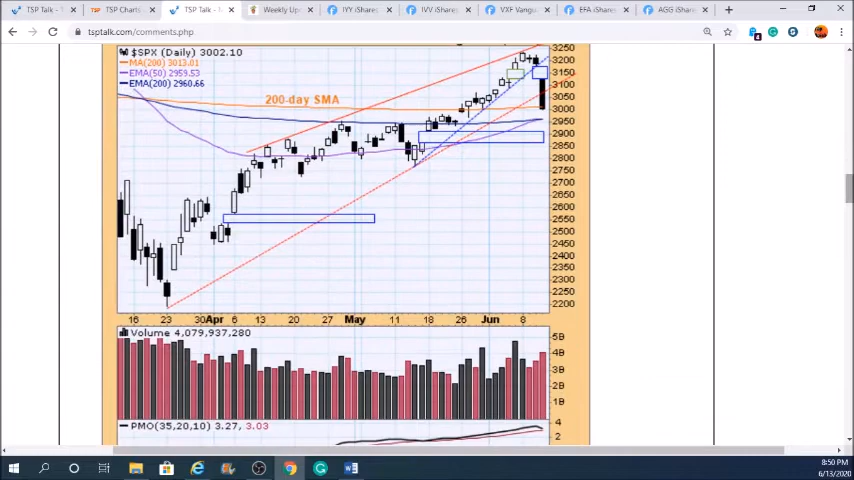 TSP Talk -
TSP Charts
TSP Talk -
Weekly Up
IYY iShares
IVV iShares
VXF Vangua
EFA iShares
AGG iShare
tsptalk.com/comments.php
4
$SPX (Daily) 3002.10
MA(200) 3013.01
EMA(50) 2959.53
EMA(200) 2960.66
200-day SMA
3250
3200
3150
3100
3050
3000
2950
2900
2850
2800
2750
2700
2650
2600
2550
2500
2450
2400
2350
2300
2250
2200
16 23 30 Apr 6 13 20 27 May 11 18 26 Jun 8
Volume 4,079,937,280
5B
4B
3B
2B
1B
PMO(35,20,10) 3.27, 3.03
4
2
8:50 PM
6/13/2020